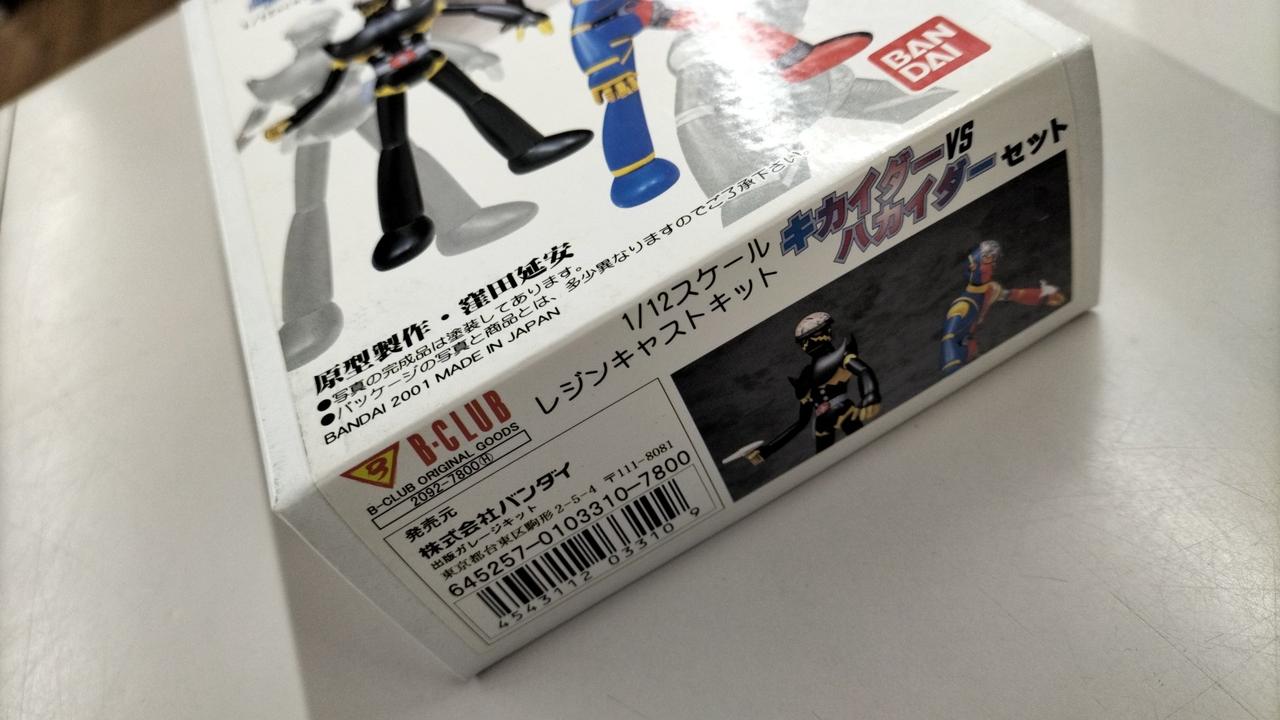 BAN
DAI
原型製作・窪田延安
●写真の完成品は塗装してあります。
●パッケージの写真と商品とは、多少異なりますのでご了承下さい。
BANDAI 2001 MADE IN JAPAN
B-CLUB
B-CLUB ORIGINAL GOODS
2092-7800(H)
1/12スケール
レジンキャストキット
キカイダーVS
ハカイダーセット
発売元
株式会社バンダイ
出版ガレージキット
東京都台東区駒形2-5-4 〒111-8081
645257-0103310-7800
4543112 033109